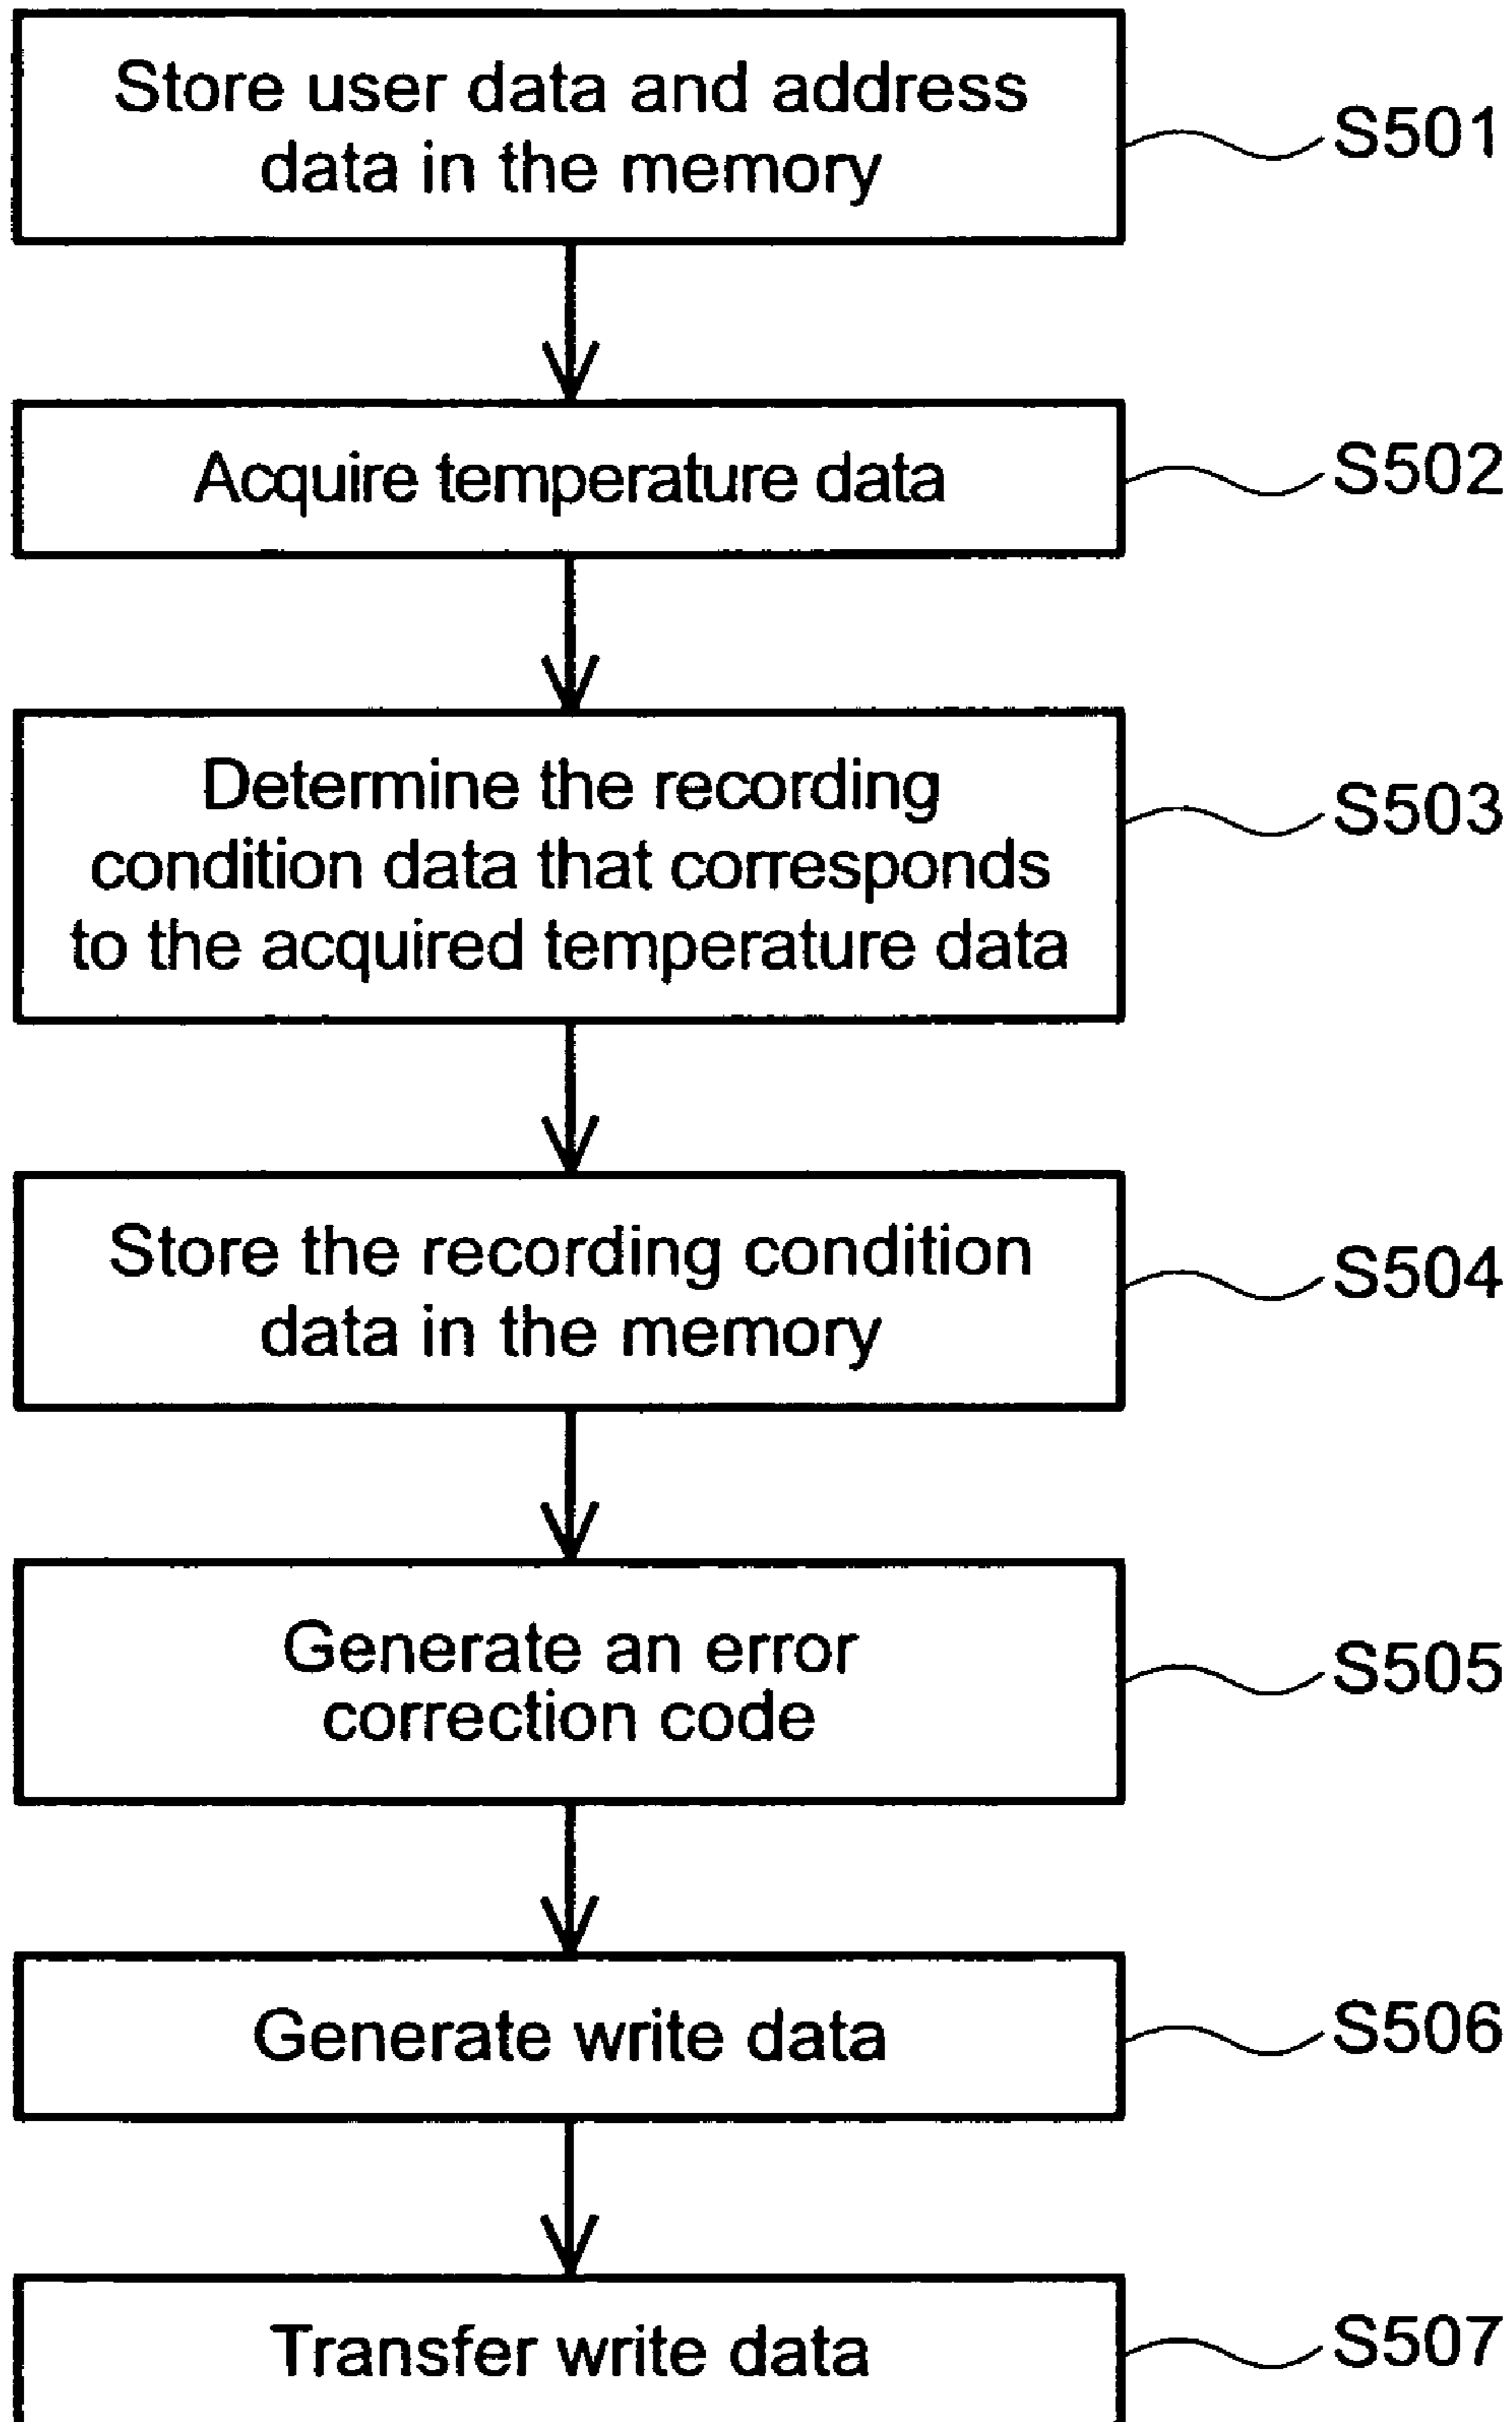 Store user data and address
data in the memory
S501
Acquire temperature data
S502
Determine the recording
condition data that corresponds
to the acquired temperature data
S503
Store the recording condition
data in the memory
S504
Generate an error
correction code
S505
Generate write data
S506
Transfer write data
S507